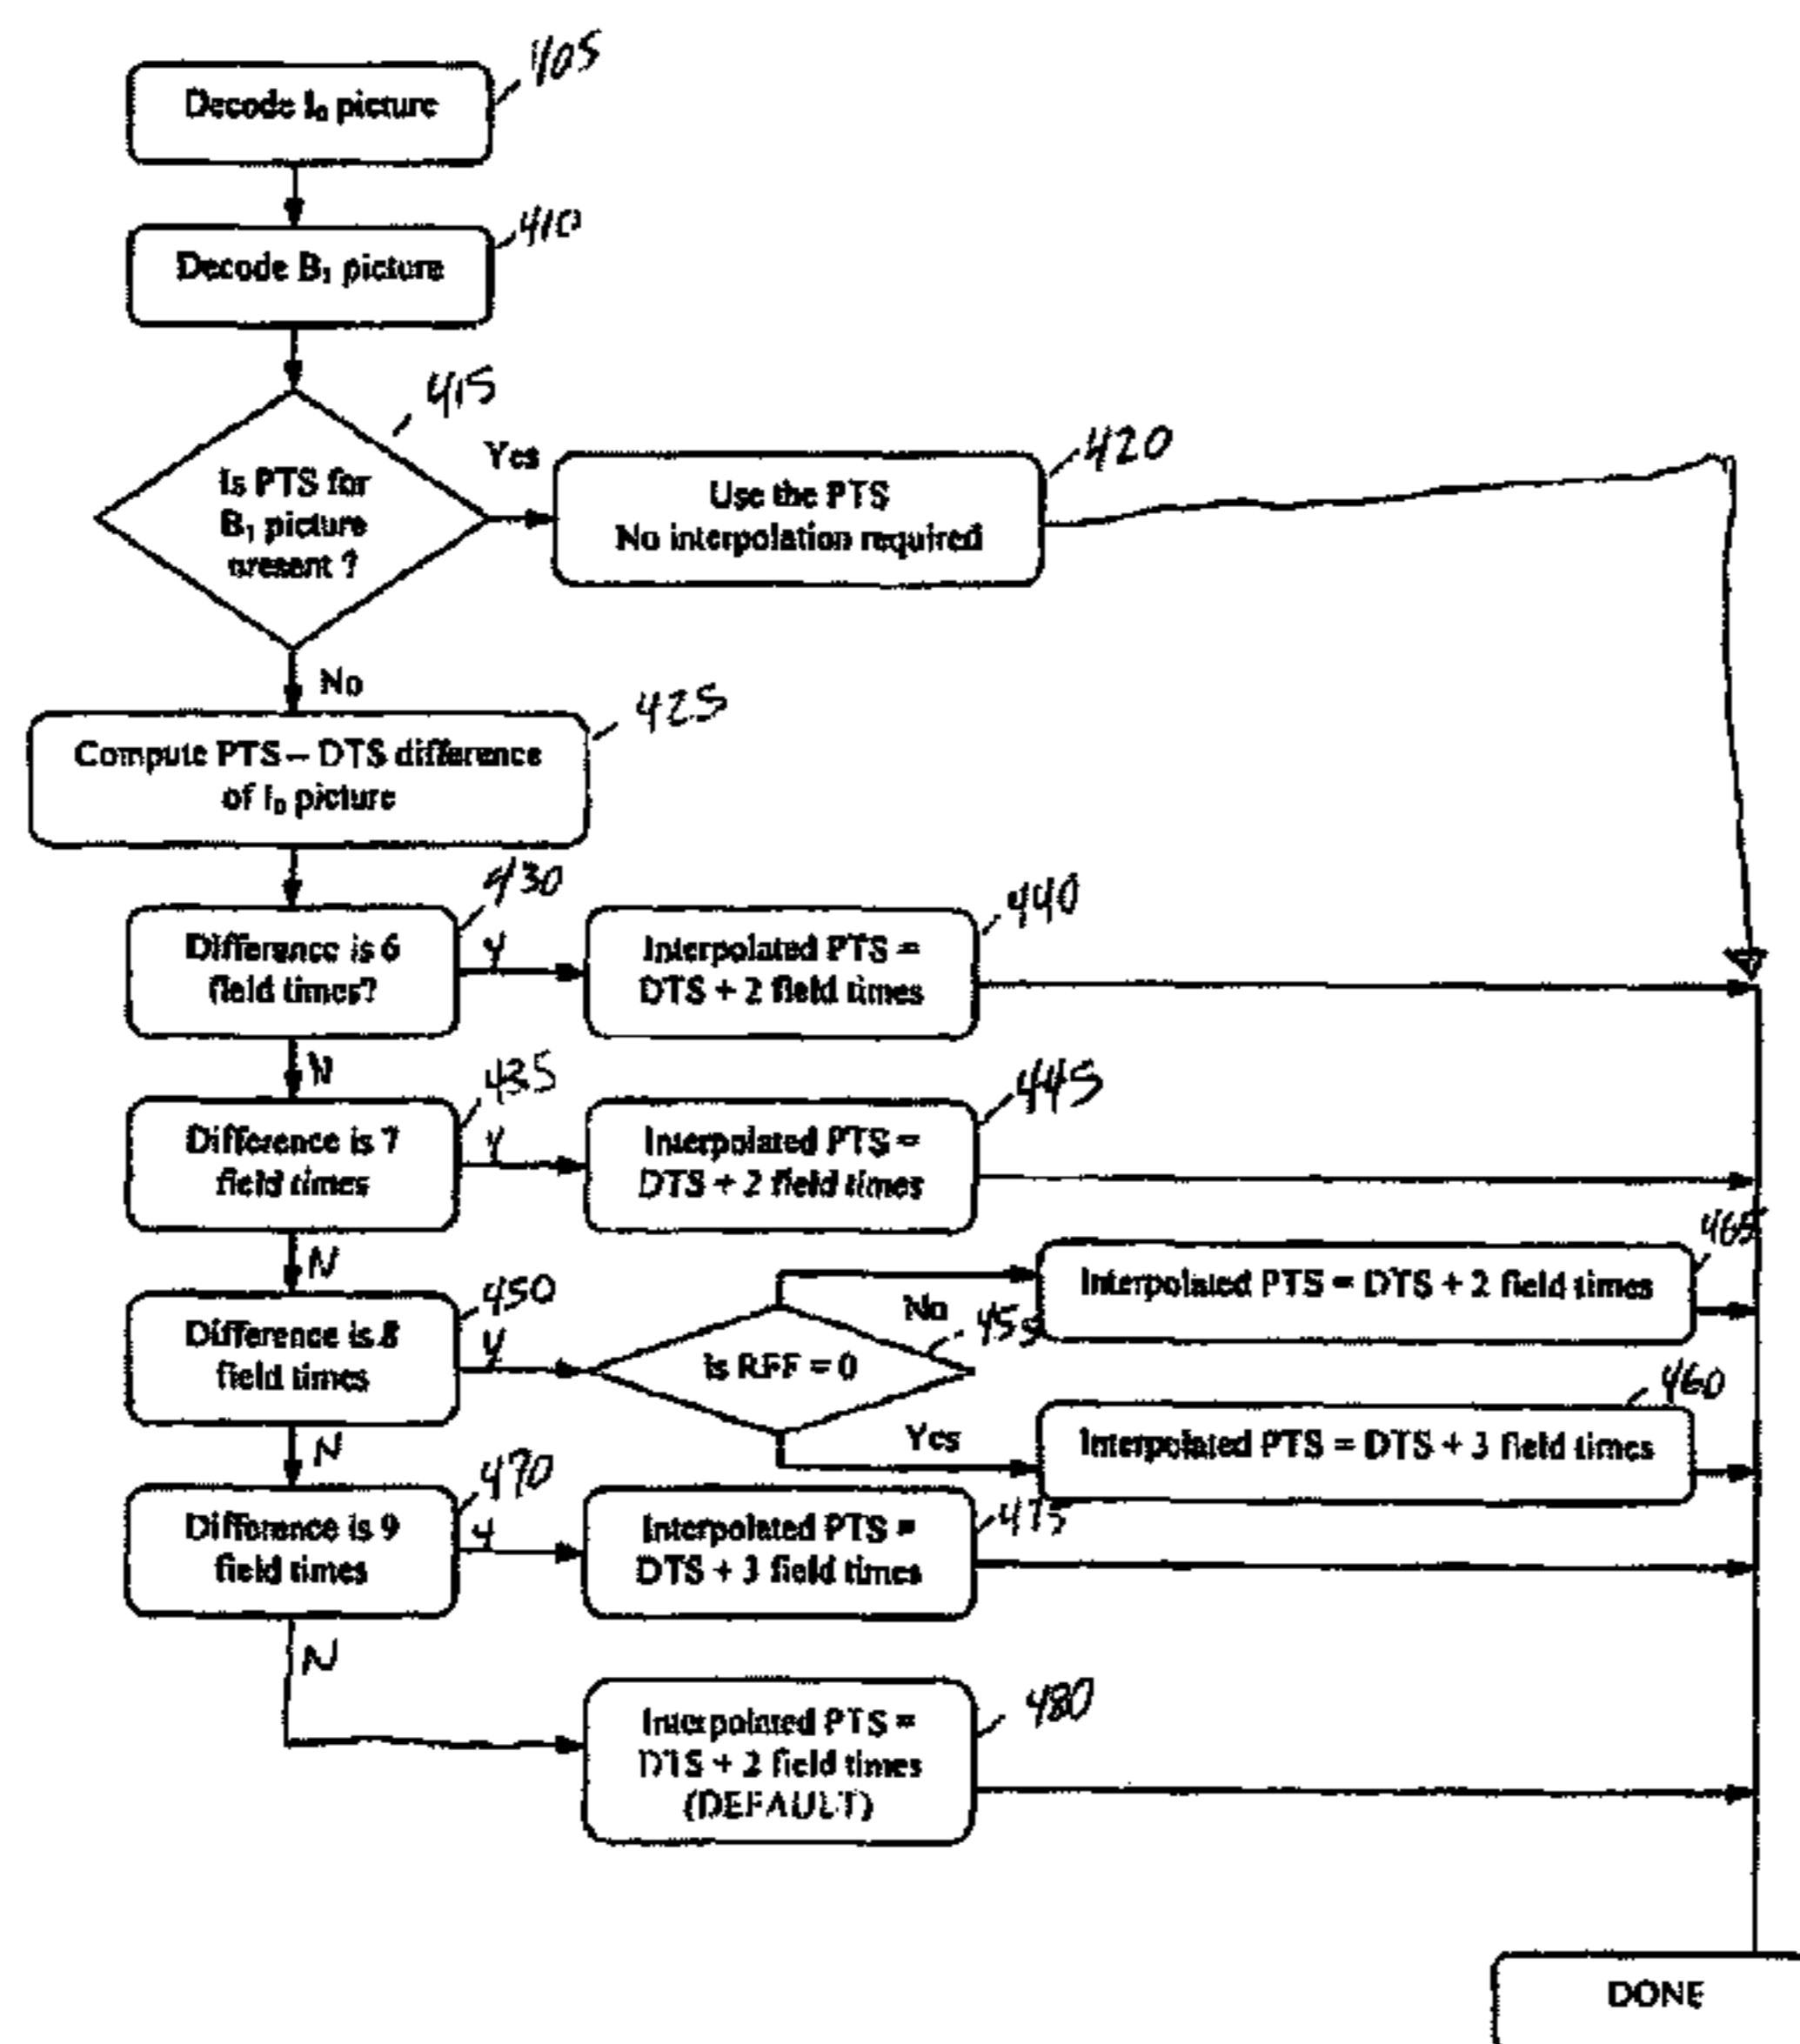 405
Decode I₀ picture
410
Decode B₁ picture
415
Is PTS for
B₁ picture
present ?
Yes
420
Use the PTS
No interpolation required
No
425
Compute PTS – DTS difference
of I₀ picture
430
Difference is 6
field times?
Y
440
Interpolated PTS =
DTS + 2 field times
N
435
Difference is 7
field times
Y
445
Interpolated PTS =
DTS + 2 field times
N
450
Difference is 8
field times
Y
455
Is RFF = 0
No
465
Interpolated PTS = DTS + 2 field times
Yes
460
Interpolated PTS = DTS + 3 field times
N
470
Difference is 9
field times
Y
475
Interpolated PTS =
DTS + 3 field times
N
480
Interpolated PTS =
DTS + 2 field times
(DEFAULT)
DONE